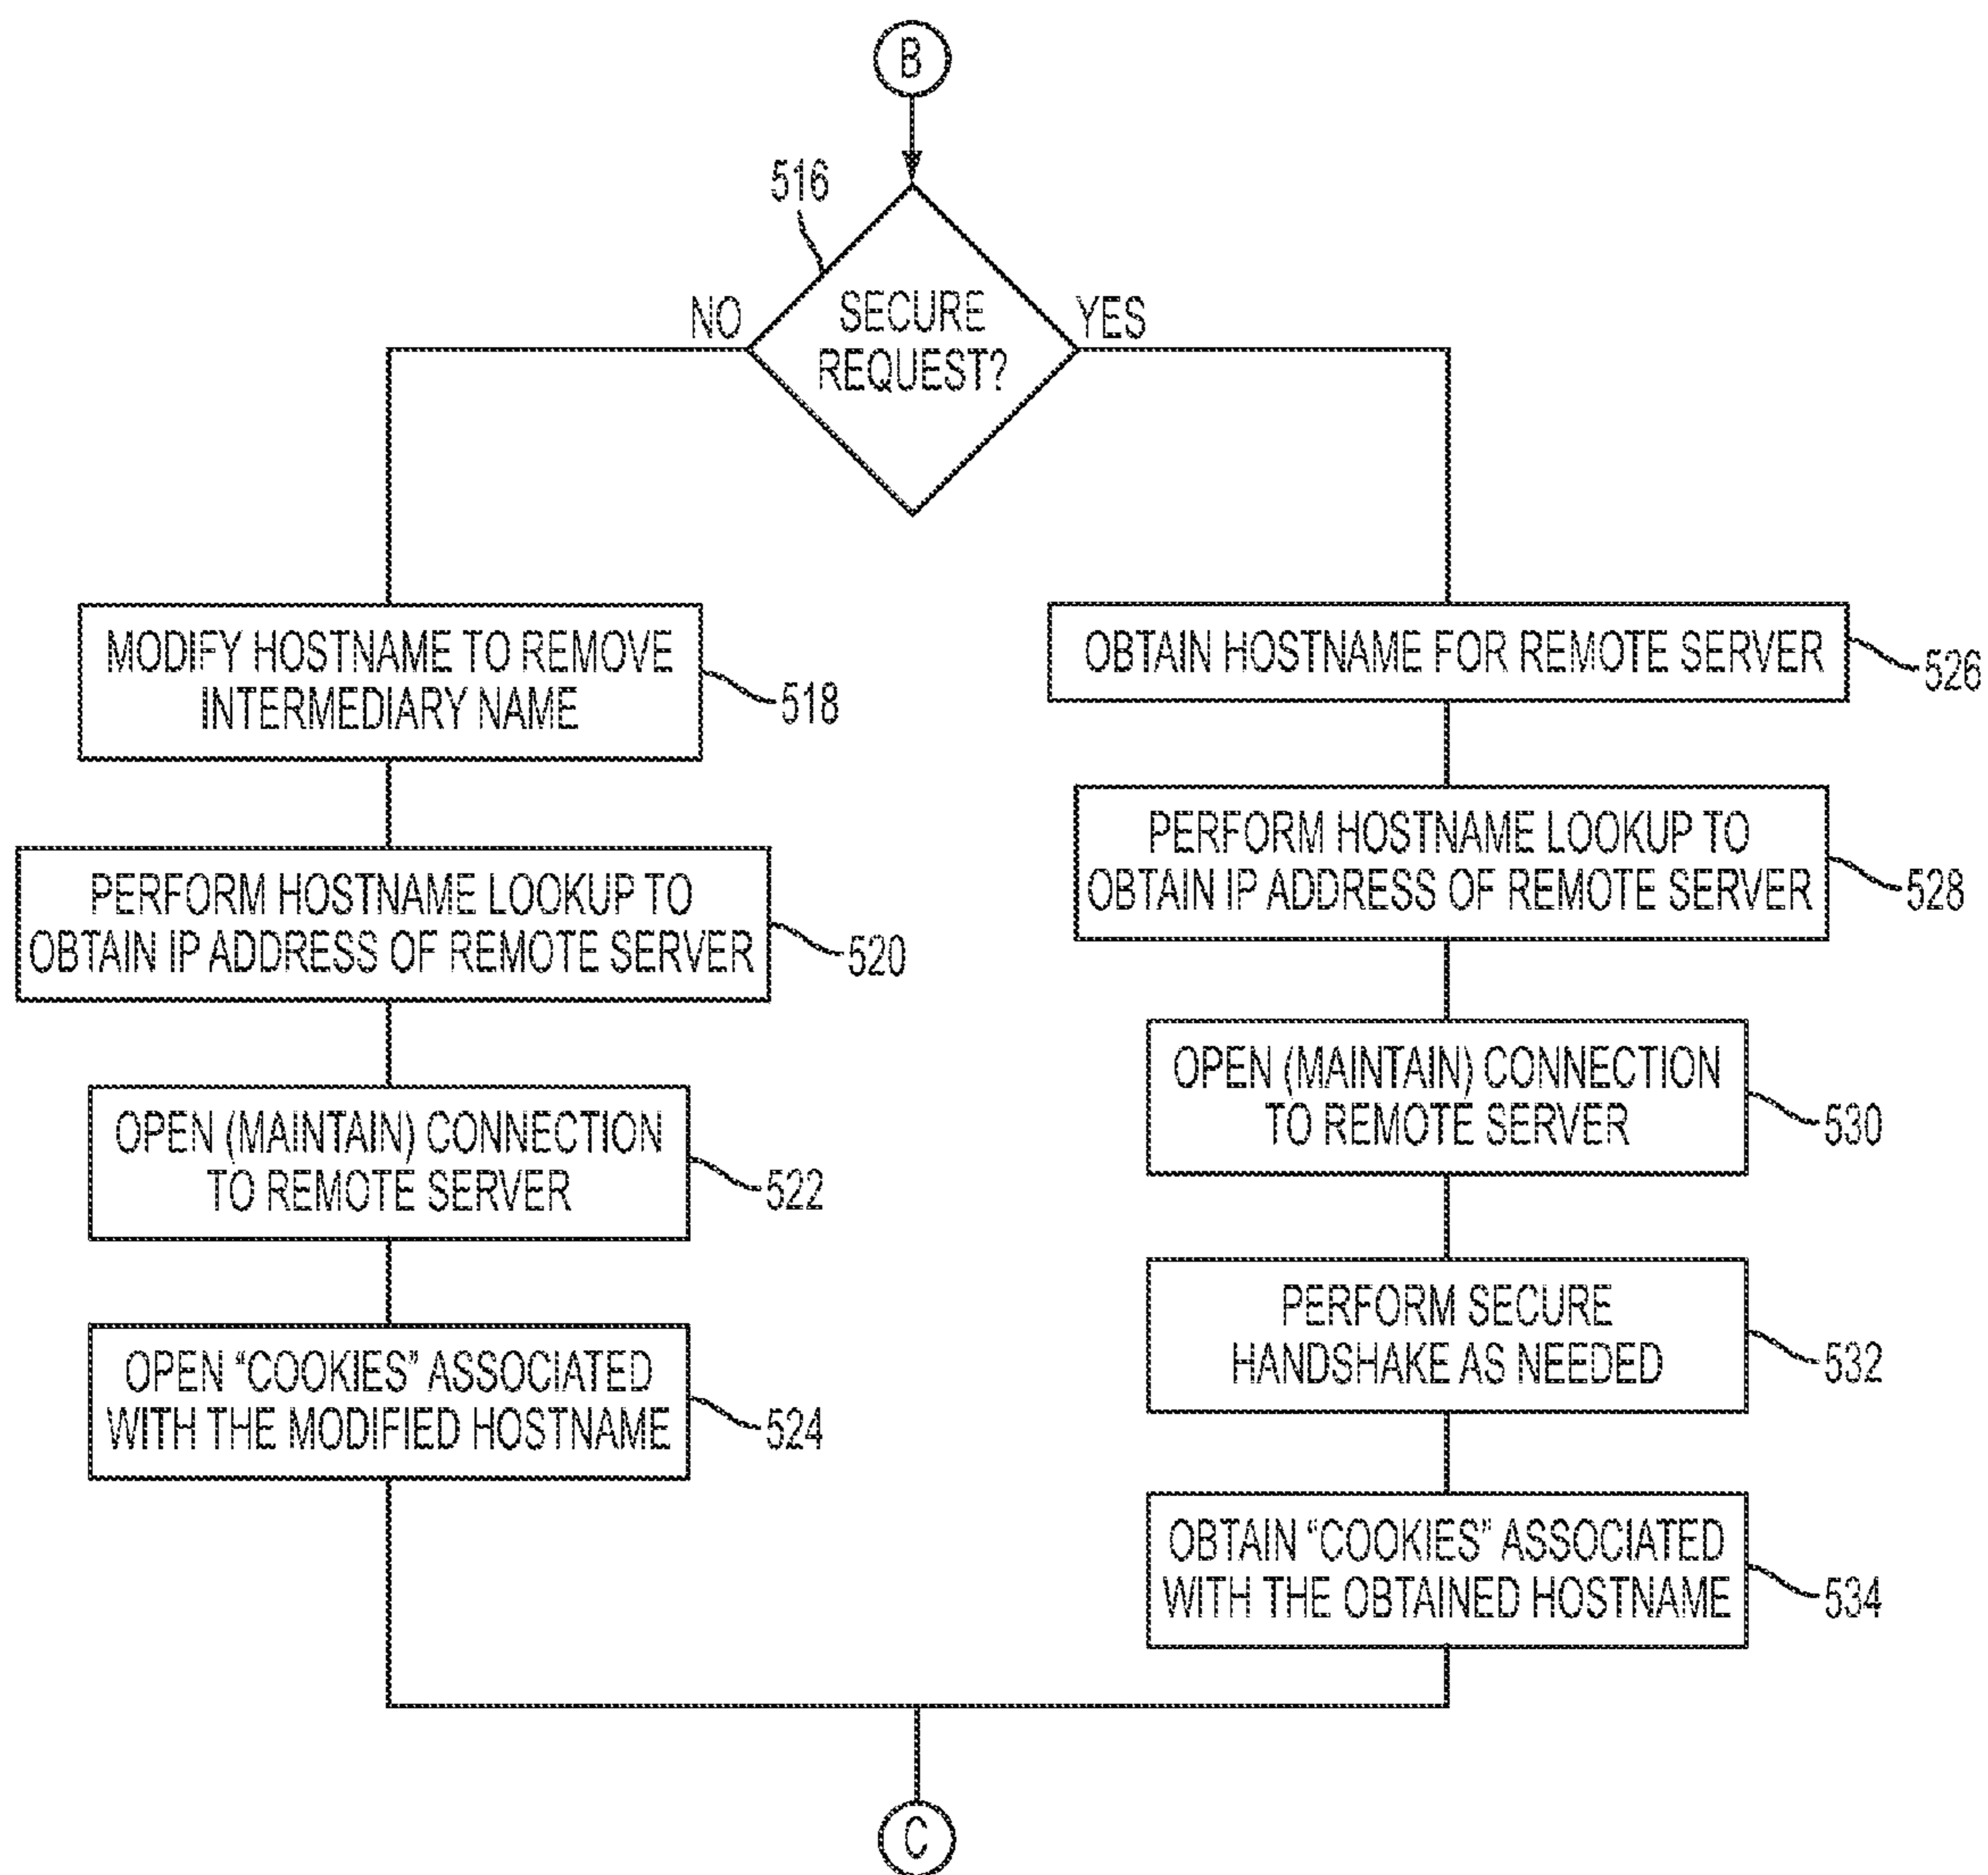 B
516
NO
SECURE
REQUEST?
YES
MODIFY HOSTNAME TO REMOVE
INTERMEDIARY NAME
518
PERFORM HOSTNAME LOOKUP TO
OBTAIN IP ADDRESS OF REMOTE SERVER
520
OPEN (MAINTAIN) CONNECTION
TO REMOTE SERVER
522
OPEN “COOKIES” ASSOCIATED
WITH THE MODIFIED HOSTNAME
524
OBTAIN HOSTNAME FOR REMOTE SERVER
526
PERFORM HOSTNAME LOOKUP TO
OBTAIN IP ADDRESS OF REMOTE SERVER
528
OPEN (MAINTAIN) CONNECTION
TO REMOTE SERVER
530
PERFORM SECURE
HANDSHAKE AS NEEDED
532
OBTAIN “COOKIES” ASSOCIATED
WITH THE OBTAINED HOSTNAME
534
C